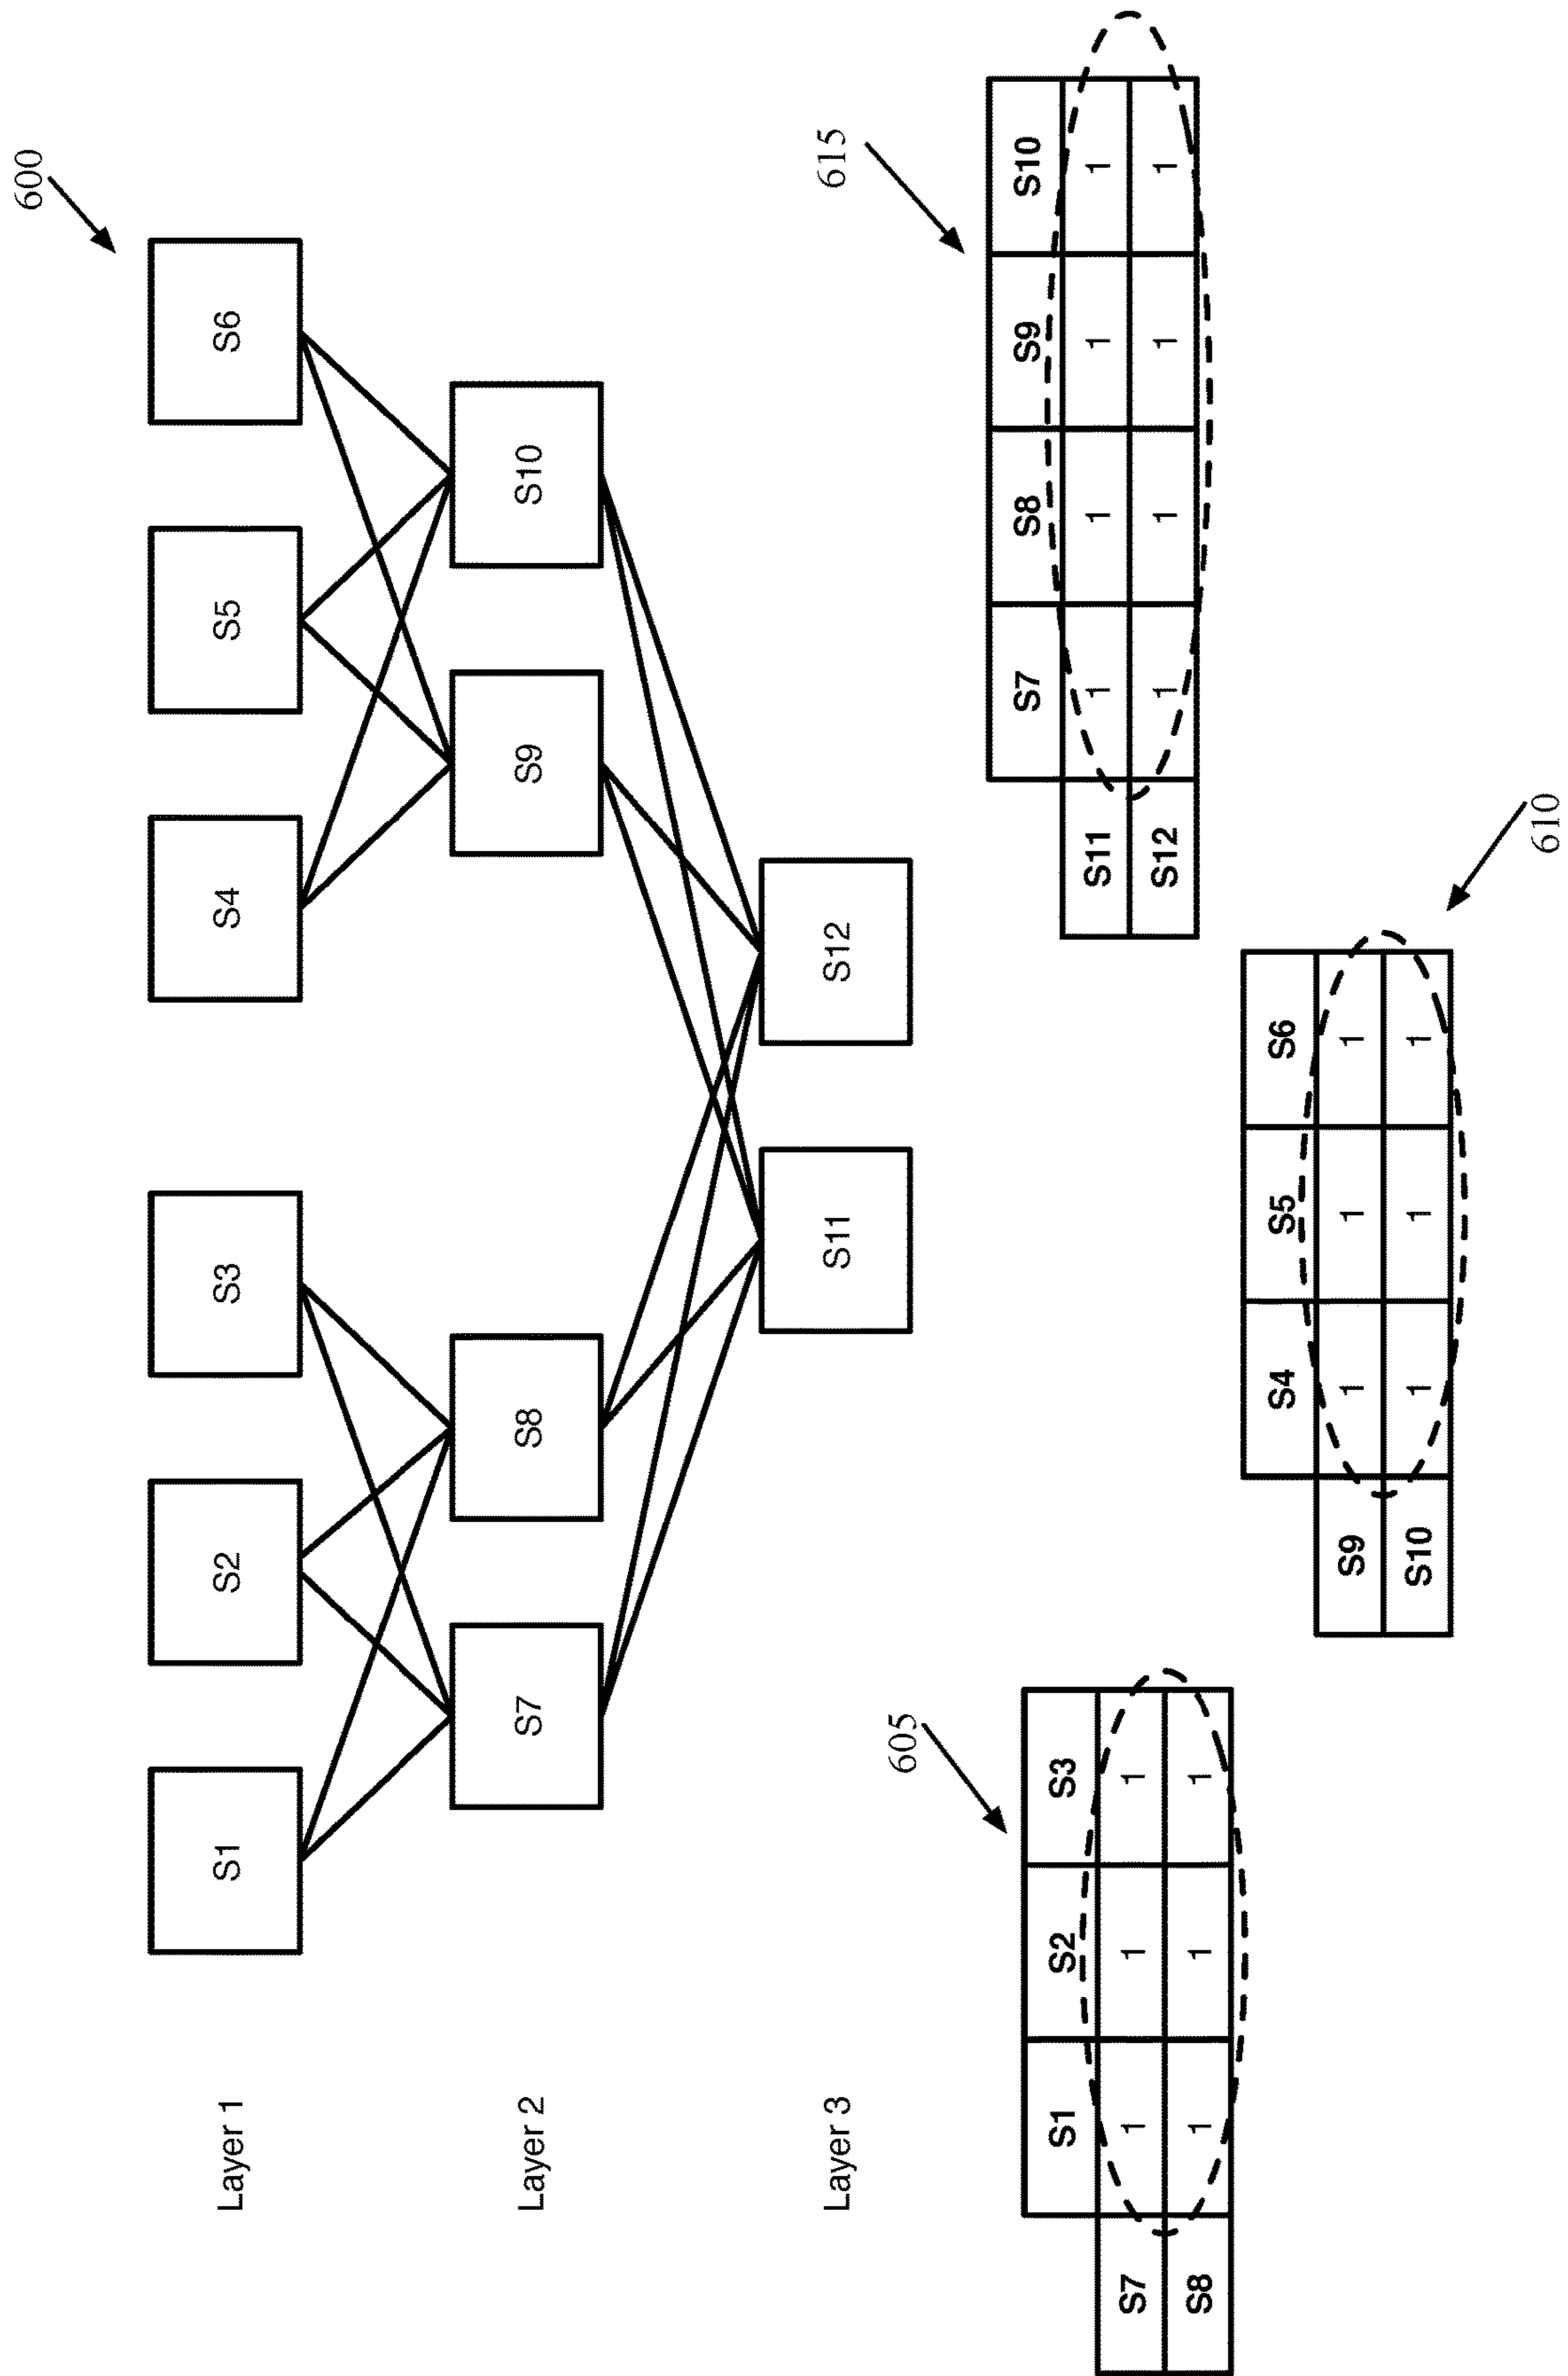 600
Layer 1 S1 S2 S3 S4 S5 S6
Layer 2 S7 S8 S9 S10
Layer 3 S11 S12
605
S1 S2 S3
S7 1 1 1
S8 1 1 1
S4 S5 S6
S9 1 1 1
S10 1 1 1
610
615
S7 S8 S9 S10
S11 1 1 1 1
S12 1 1 1 1